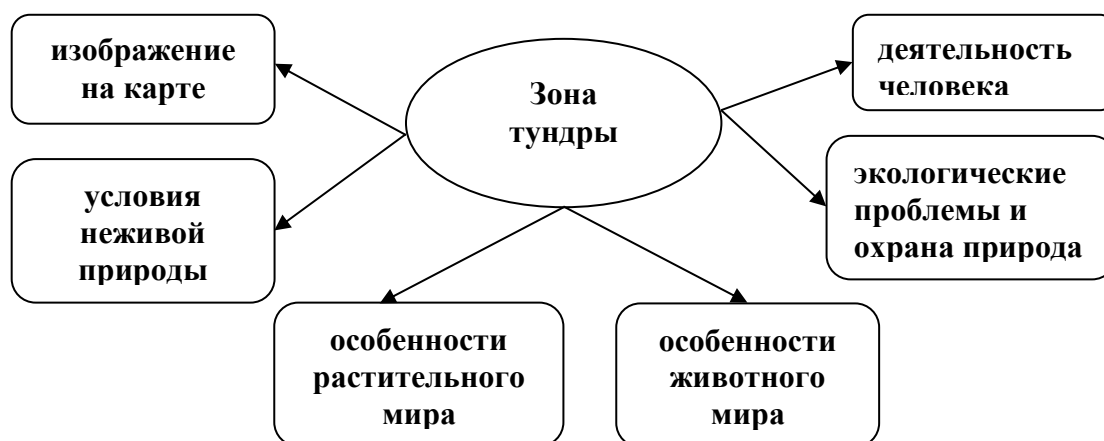 изображение
на карте
Зона
тундры
деятельность
человека
условия
неживой
природы
экологические
проблемы и
охрана природа
особенности
растительного
мира
особенности
животного
мира